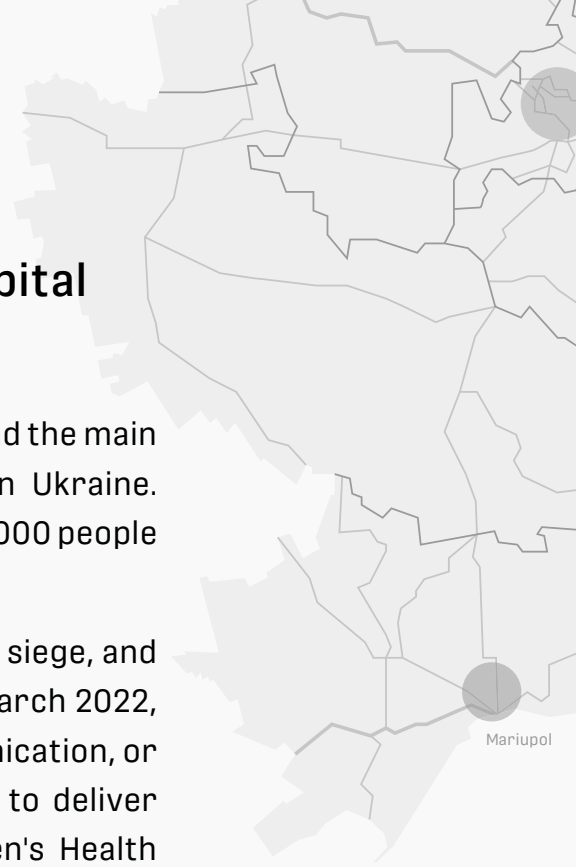 pital
d the main
n Ukraine.
000 people
siege, and
arch 2022,
nication, or
to deliver
en's Health
Mariupol